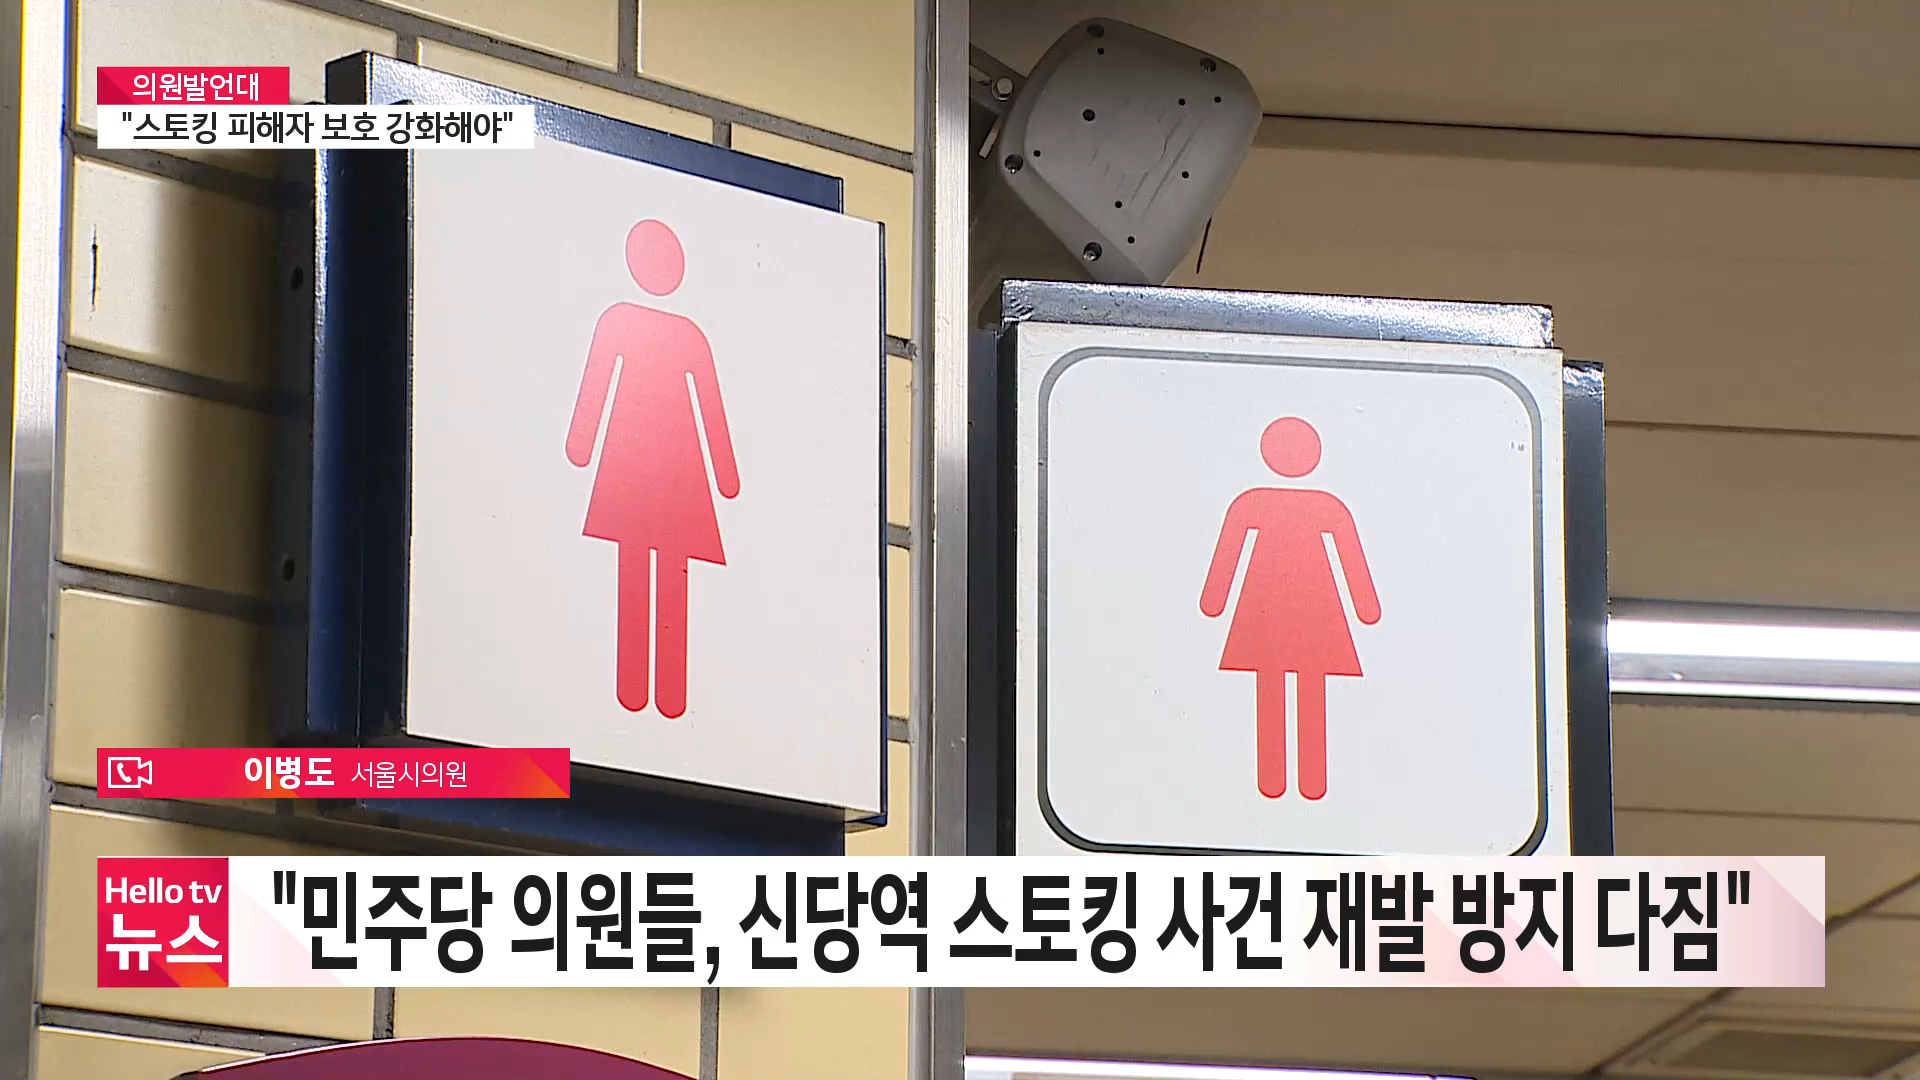 의원발언대
"스토킹 피해자 보호 강화해야"
이병도 서울시의원
Hello tv
뉴스
"민주당 의원들, 신당역 스토킹 사건 재발 방지 다짐"